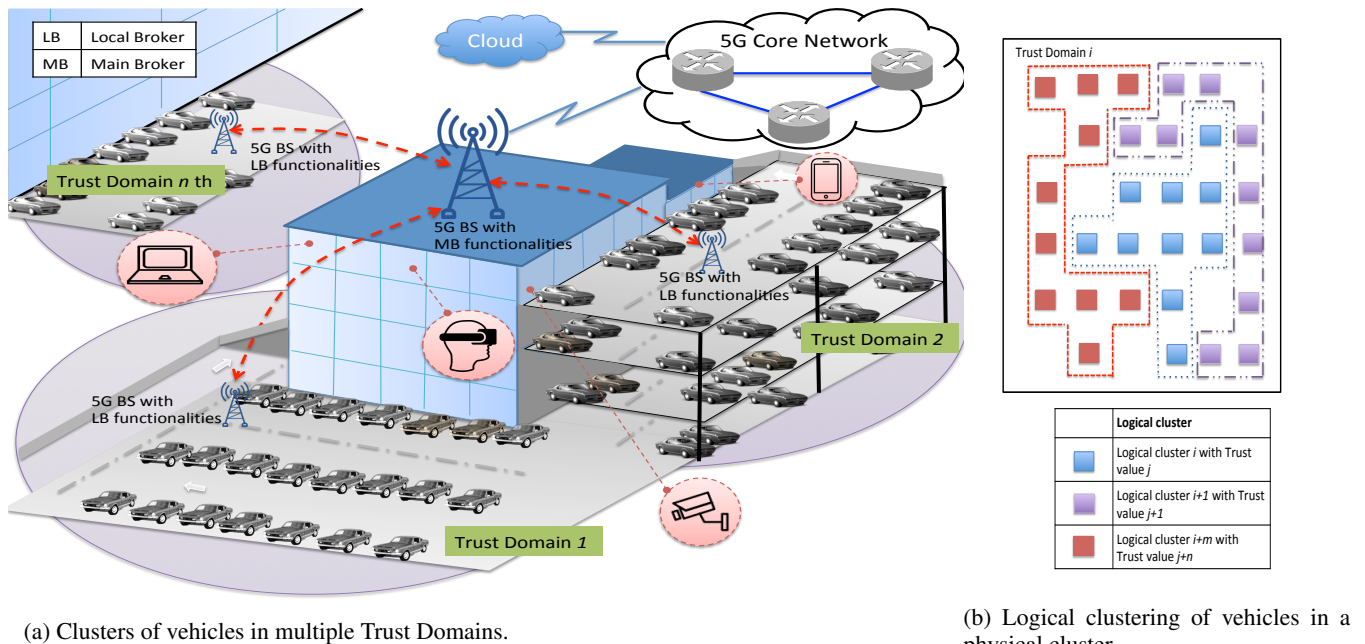 LB Local Broker
MB Main Broker
Cloud
5G Core Network
5G BS with
LB functionalities
Trust Domain n th
5G BS with
MB functionalities
5G BS with
LB functionalities
Trust Domain 2
5G BS with
LB functionalities
Trust Domain 1
(a) Clusters of vehicles in multiple Trust Domains.
Trust Domain i
Logical cluster
Logical cluster i with Trust
value j
Logical cluster i+1 with Trust
value j+1
Logical cluster i+m with
Trust value j+n
(b) Logical clustering of vehicles in a
physical cluster